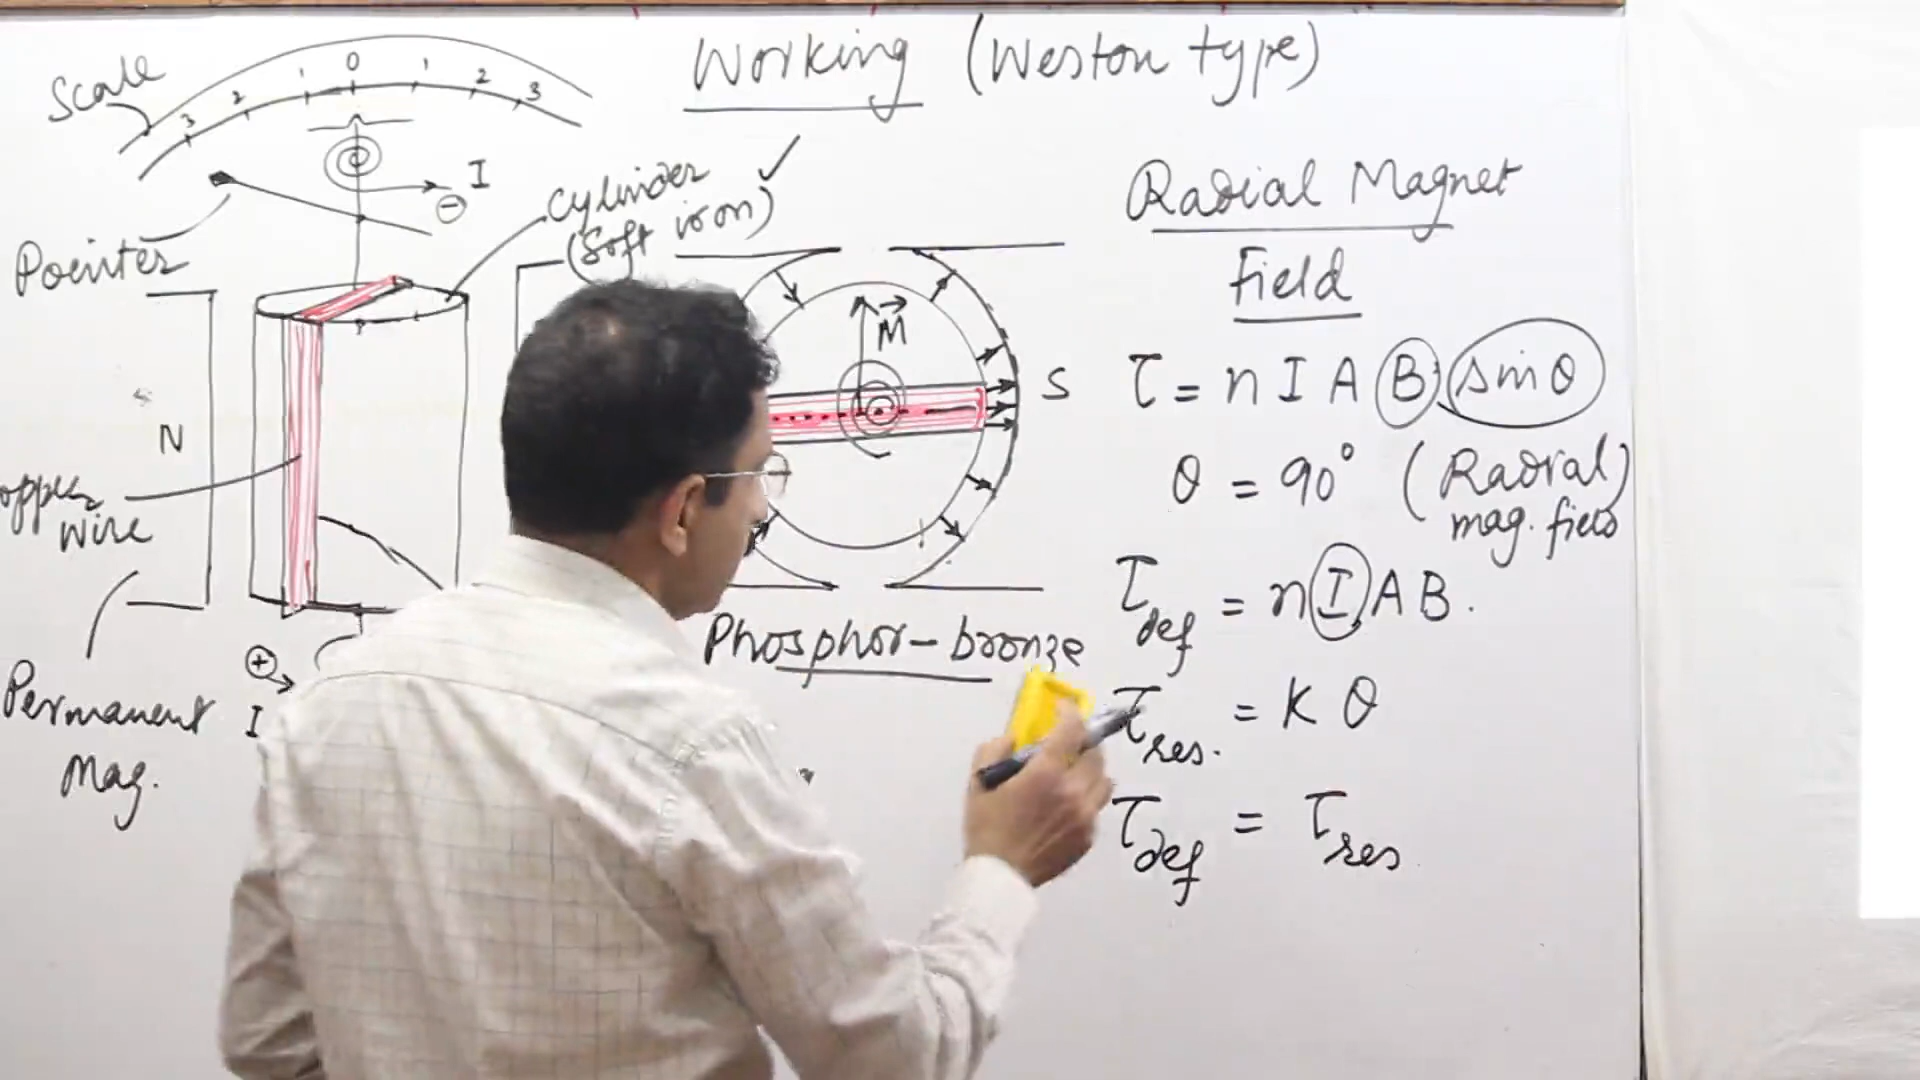 Working (Weston type)
Scale
3 2 1 0 1 2 3
I
⊖
Pointer
Cylinder ✓
(Soft iron)
N
M⃗
S
Wire
⊕
I
Permanent
Mag.
Phosphor-bronze
Radial Magnet
Field
τ = n I A B sinθ
θ = 90° (Radial
mag. field)
τdef = n I A B.
τres. = K θ
τdef = τres